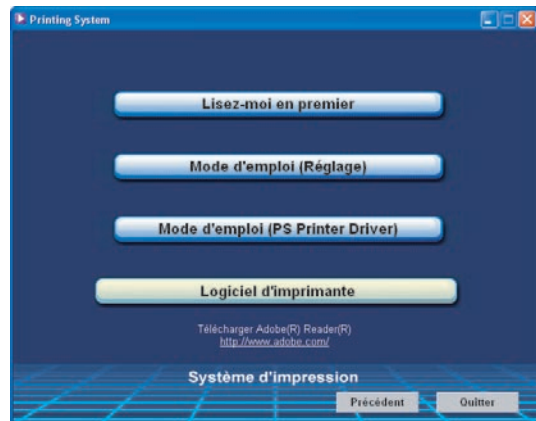 Printing System
Lisez-moi en premier
Mode d'emploi (Réglage)
Mode d'emploi (PS Printer Driver)
Logiciel d'imprimante
Télécharger Adobe(R) Reader(R)
http://www.adobe.com/
Système d'impression
Précédent
Quitter